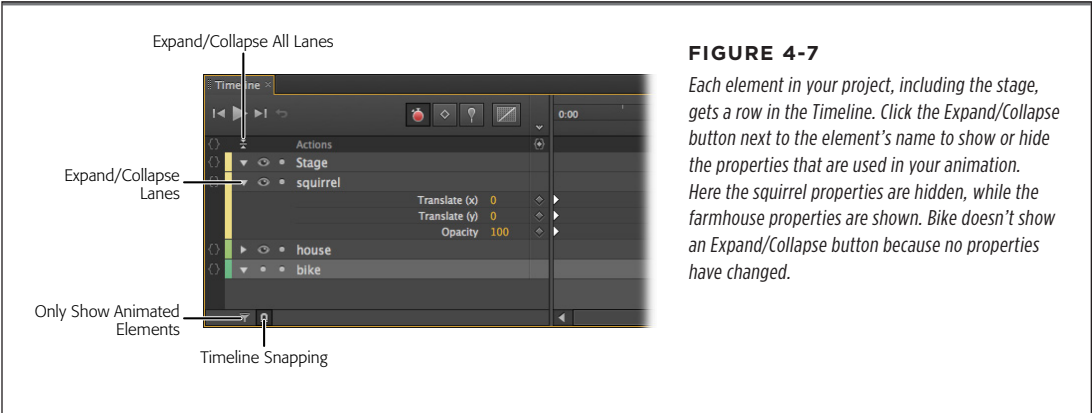 Expand/Collapse All Lanes
Timeline
0:00
Actions
Stage
Expand/Collapse
Lanes
squirrel
Translate (x) 0
Translate (y) 0
Opacity 100
house
bike
Only Show Animated
Elements
Timeline Snapping
FIGURE 4-7
Each element in your project, including the stage,
gets a row in the Timeline. Click the Expand/Collapse
button next to the element’s name to show or hide
the properties that are used in your animation.
Here the squirrel properties are hidden, while the
farmhouse properties are shown. Bike doesn’t show
an Expand/Collapse button because no properties
have changed.